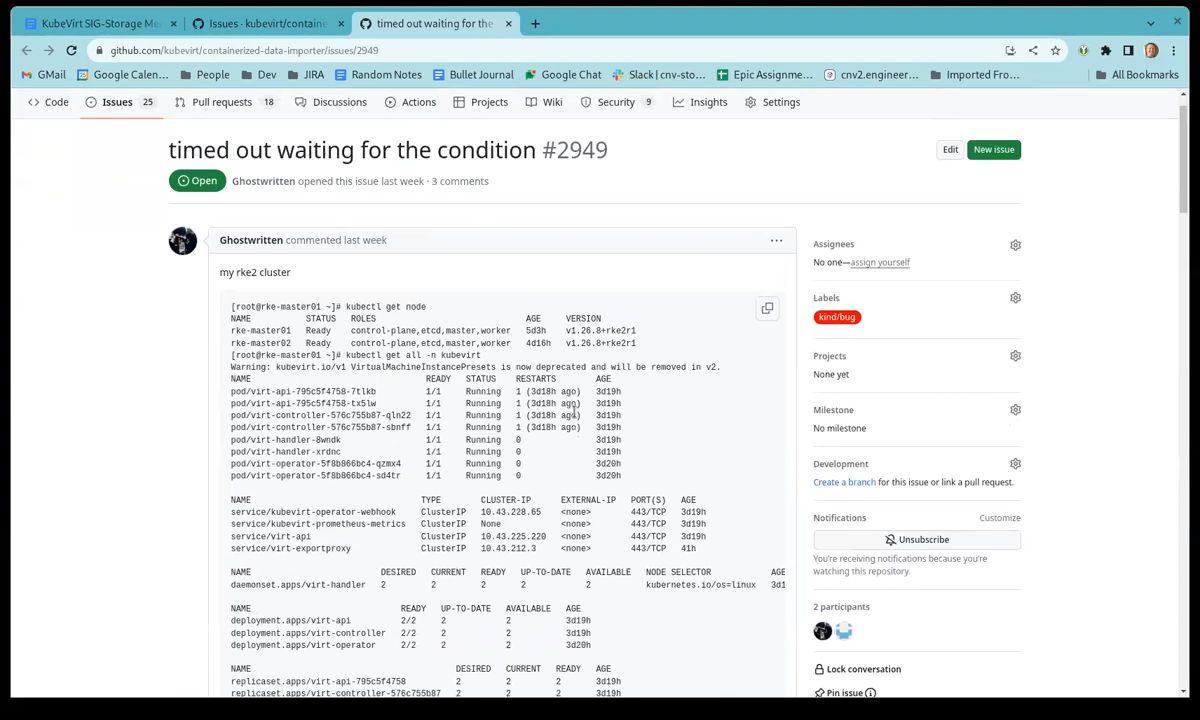 KubeVirt SIG-Storage Me
Issues · kubevirt/containe
timed out waiting for the
github.com/kubevirt/containerized-data-importer/issues/2949
GMail
Google Calen...
People
Dev
JIRA
Random Notes
Bullet Journal
Google Chat
Slack | cnv-sto...
Epic Assignme...
cnv2.engineer...
Imported Fro...
All Bookmarks
Code
Issues 25
Pull requests 18
Discussions
Actions
Projects
Wiki
Security 9
Insights
Settings
timed out waiting for the condition #2949
Edit
New issue
Open
Ghostwritten opened this issue last week · 3 comments
Ghostwritten commented last week
my rke2 cluster
[root@rke-master01 ~]# kubectl get node
NAME STATUS ROLES AGE VERSION
rke-master01 Ready control-plane,etcd,master,worker 5d3h v1.26.8+rke2r1
rke-master02 Ready control-plane,etcd,master,worker 4d16h v1.26.8+rke2r1
[root@rke-master01 ~]# kubectl get all -n kubevirt
Warning: kubevirt.io/v1 VirtualMachineInstancePresets is now deprecated and will be removed in v2.
NAME READY STATUS RESTARTS AGE
pod/virt-api-795c5f4758-7tlkb 1/1 Running 1 (3d18h ago) 3d19h
pod/virt-api-795c5f4758-tx5lw 1/1 Running 1 (3d18h ago) 3d19h
pod/virt-controller-576c755b87-qln22 1/1 Running 1 (3d18h ago) 3d19h
pod/virt-controller-576c755b87-sbnff 1/1 Running 1 (3d18h ago) 3d19h
pod/virt-handler-8wndk 1/1 Running 0 3d19h
pod/virt-handler-xrdnc 1/1 Running 0 3d19h
pod/virt-operator-5f8b866bc4-qzmx4 1/1 Running 0 3d20h
pod/virt-operator-5f8b866bc4-sd4tr 1/1 Running 0 3d20h
NAME TYPE CLUSTER-IP EXTERNAL-IP PORT(S) AGE
service/kubevirt-operator-webhook ClusterIP 10.43.228.65 <none> 443/TCP 3d19h
service/kubevirt-prometheus-metrics ClusterIP None <none> 443/TCP 3d19h
service/virt-api ClusterIP 10.43.225.220 <none> 443/TCP 3d19h
service/virt-exportproxy ClusterIP 10.43.212.3 <none> 443/TCP 41h
NAME DESIRED CURRENT READY UP-TO-DATE AVAILABLE NODE SELECTOR AGE
daemonset.apps/virt-handler 2 2 2 2 2 kubernetes.io/os=linux 3d1
NAME READY UP-TO-DATE AVAILABLE AGE
deployment.apps/virt-api 2/2 2 2 3d19h
deployment.apps/virt-controller 2/2 2 2 3d19h
deployment.apps/virt-operator 2/2 2 2 3d20h
NAME DESIRED CURRENT READY AGE
replicaset.apps/virt-api-795c5f4758 2 2 2 3d19h
replicaset.apps/virt-controller-576c755b87 2 2 2 3d19h
Assignees
No one—assign yourself
Labels
kind/bug
Projects
None yet
Milestone
No milestone
Development
Create a branch for this issue or link a pull request.
Notifications
Customize
Unsubscribe
You're receiving notifications because you're
watching this repository.
2 participants
Lock conversation
Pin issue